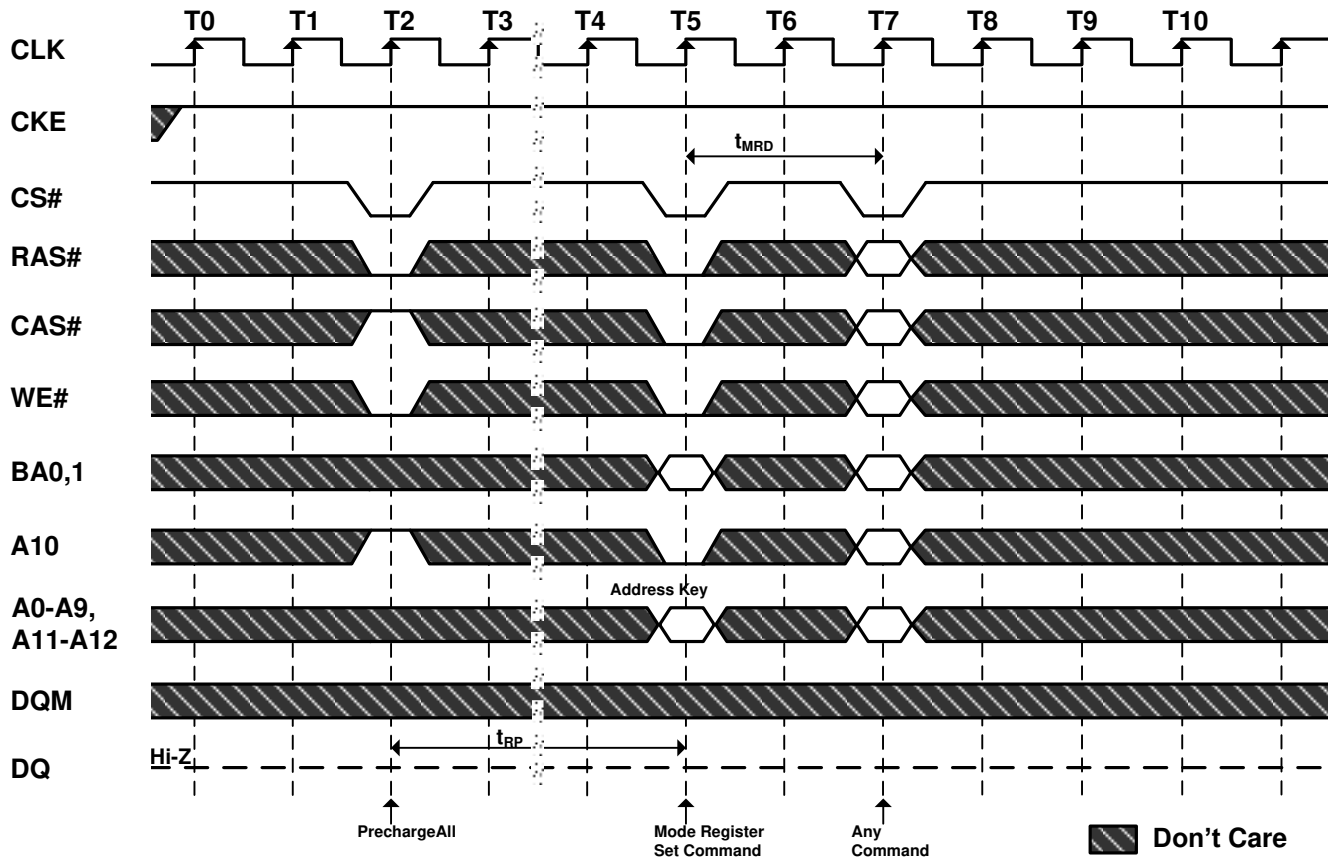 T0 T1 T2 T3 T4 T5 T6 T7 T8 T9 T10
CLK
CKE
tMRD
CS#
RAS#
CAS#
WE#
BA0,1
A10
Address Key
A0-A9,
A11-A12
DQM
tRP
Hi-Z
DQ
PrechargeAll
Mode Register
Set Command
Any
Command
Don't Care